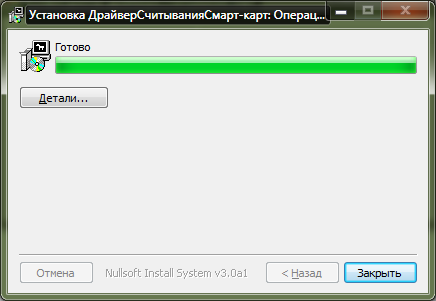 Установка ДрайверСчитыванияСмарт-карт: Операц...
Готово
Детали...
Отмена
Nullsoft Install System v3.0a1
< Назад
Закрыть